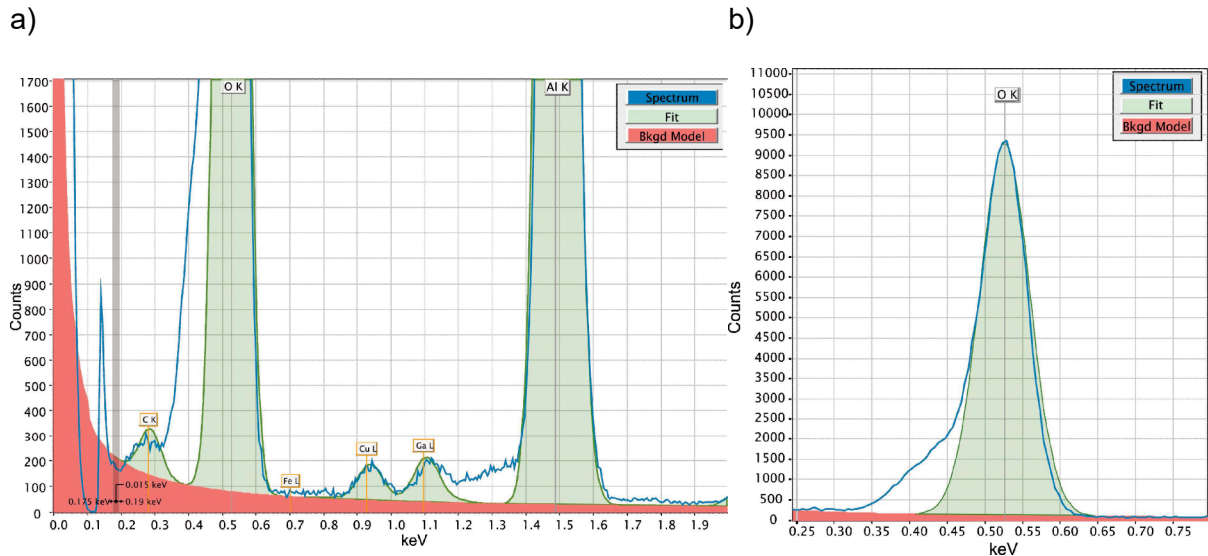 a)
1700
1600
1500
1400
1300
1200
1100
1000
900
800
700
600
500
400
300
200
100
0
Counts
O K
Al K
C K
Fe L
Cu L
Ga L
Spectrum
Fit
Bkgd Model
0.015 keV
0.175 keV
0.19 keV
0.0 0.1 0.2 0.3 0.4 0.5 0.6 0.7 0.8 0.9 1.0 1.1 1.2 1.3 1.4 1.5 1.6 1.7 1.8 1.9
keV
b)
11000
10500
10000
9500
9000
8500
8000
7500
7000
6500
6000
5500
5000
4500
4000
3500
3000
2500
2000
1500
1000
500
0
Counts
O K
Spectrum
Fit
Bkgd Model
0.25 0.30 0.35 0.40 0.45 0.50 0.55 0.60 0.65 0.70 0.75
keV